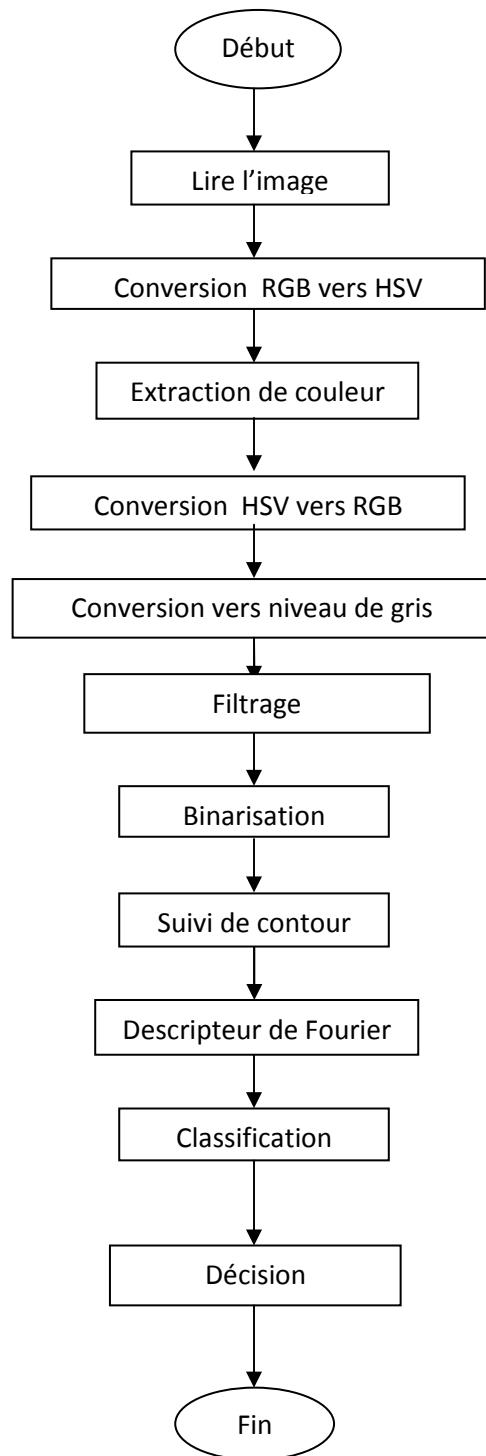 Début
Lire l’image
Conversion RGB vers HSV
Extraction de couleur
Conversion HSV vers RGB
Conversion vers niveau de gris
Filtrage
Binarisation
Suivi de contour
Descripteur de Fourier
Classification
Décision
Fin